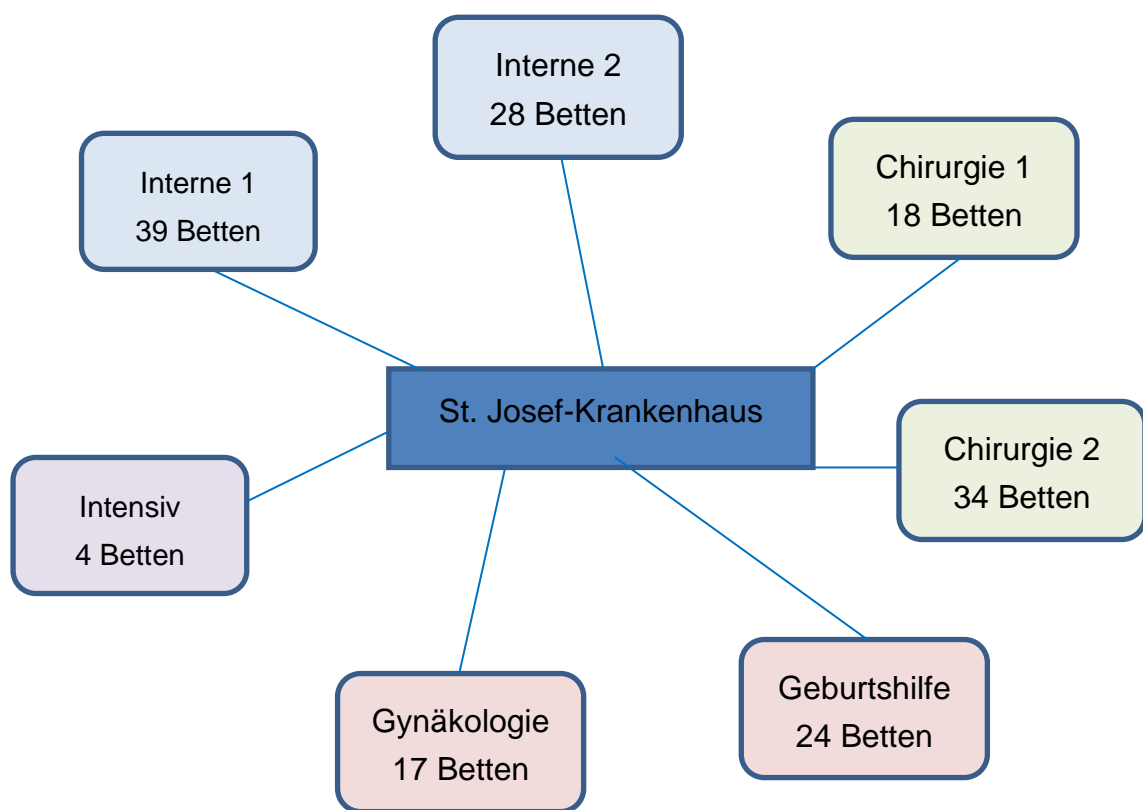 Interne 2
28 Betten
Interne 1
39 Betten
Chirurgie 1
18 Betten
St. Josef-Krankenhaus
Chirurgie 2
34 Betten
Intensiv
4 Betten
Gynäkologie
17 Betten
Geburtshilfe
24 Betten